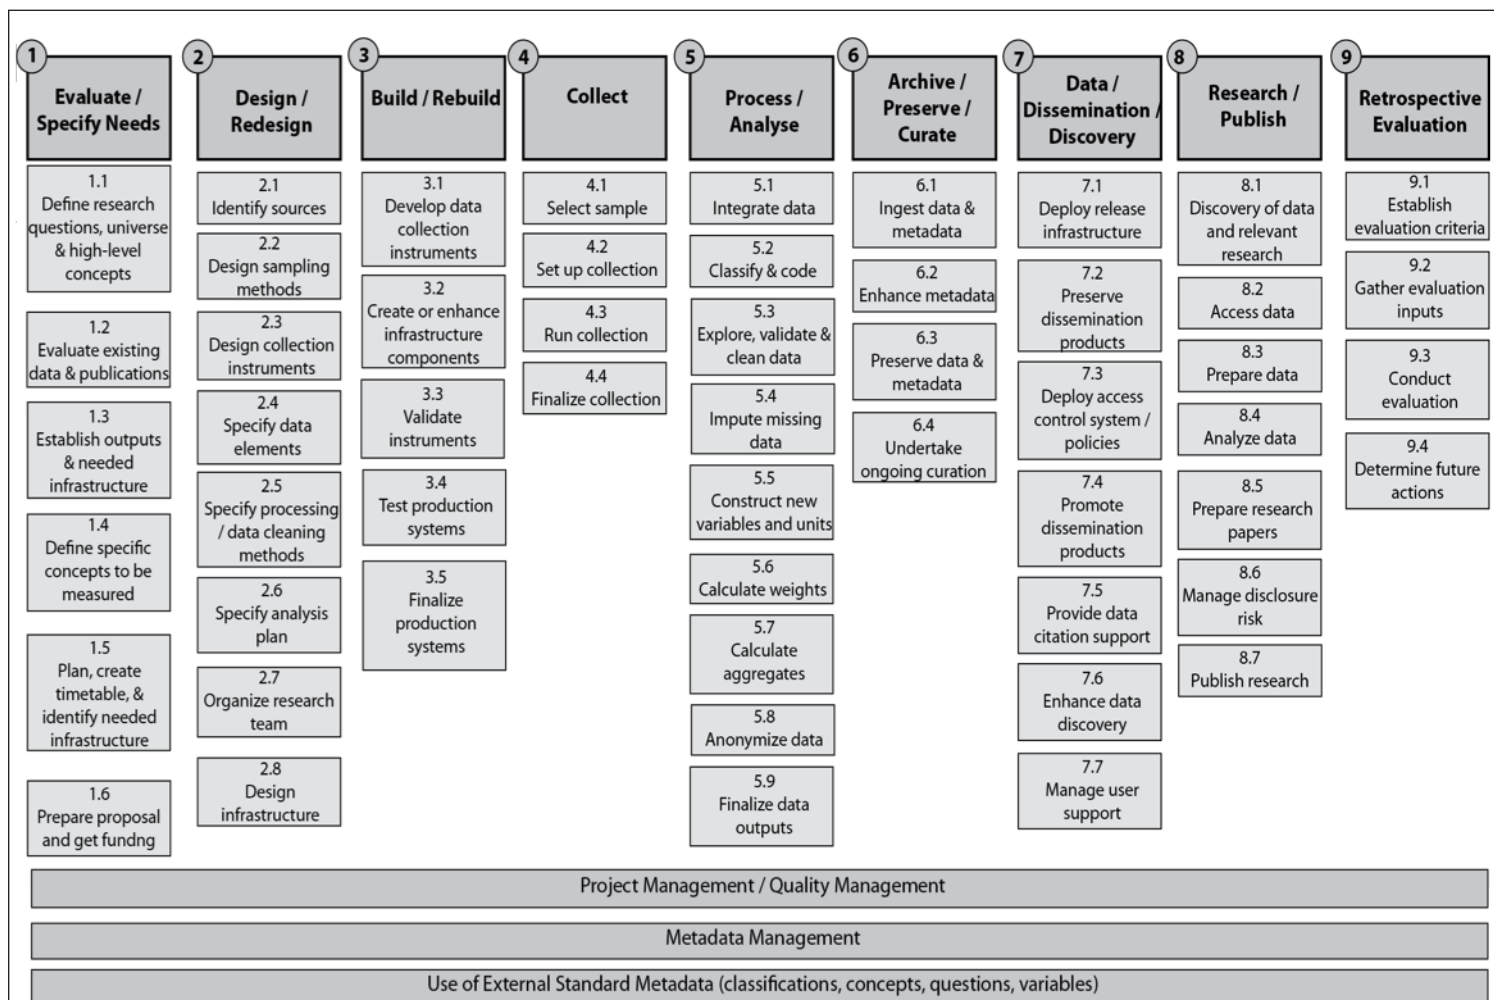 1
Evaluate /
Specify Needs
1.1
Define research
questions, universe
& high-level
concepts
1.2
Evaluate existing
data & publications
1.3
Establish outputs
& needed
infrastructure
1.4
Define specific
concepts to be
measured
1.5
Plan, create
timetable, &
identify needed
infrastructure
1.6
Prepare proposal
and get fundng
2
Design /
Redesign
2.1
Identify sources
2.2
Design sampling
methods
2.3
Design collection
instruments
2.4
Specify data
elements
2.5
Specify processing
/ data cleaning
methods
2.6
Specify analysis
plan
2.7
Organize research
team
2.8
Design
infrastructure
3
Build / Rebuild
3.1
Develop data
collection
instruments
3.2
Create or enhance
infrastructure
components
3.3
Validate
instruments
3.4
Test production
systems
3.5
Finalize
production
systems
4
Collect
4.1
Select sample
4.2
Set up collection
4.3
Run collection
4.4
Finalize collection
5
Process /
Analyse
5.1
Integrate data
5.2
Classify & code
5.3
Explore, validate &
clean data
5.4
Impute missing
data
5.5
Construct new
variables and units
5.6
Calculate weights
5.7
Calculate
aggregates
5.8
Anonymize data
5.9
Finalize data
outputs
6
Archive /
Preserve /
Curate
6.1
Ingest data &
metadata
6.2
Enhance metadata
6.3
Preserve data &
metadata
6.4
Undertake
ongoing curation
7
Data /
Dissemination /
Discovery
7.1
Deploy release
infrastructure
7.2
Preserve
dissemination
products
7.3
Deploy access
control system /
policies
7.4
Promote
dissemination
products
7.5
Provide data
citation support
7.6
Enhance data
discovery
7.7
Manage user
support
8
Research /
Publish
8.1
Discovery of data
and relevant
research
8.2
Access data
8.3
Prepare data
8.4
Analyze data
8.5
Prepare research
papers
8.6
Manage disclosure
risk
8.7
Publish research
9
Retrospective
Evaluation
9.1
Establish
evaluation criteria
9.2
Gather evaluation
inputs
9.3
Conduct
evaluation
9.4
Determine future
actions
Project Management / Quality Management
Metadata Management
Use of External Standard Metadata (classifications, concepts, questions, variables)